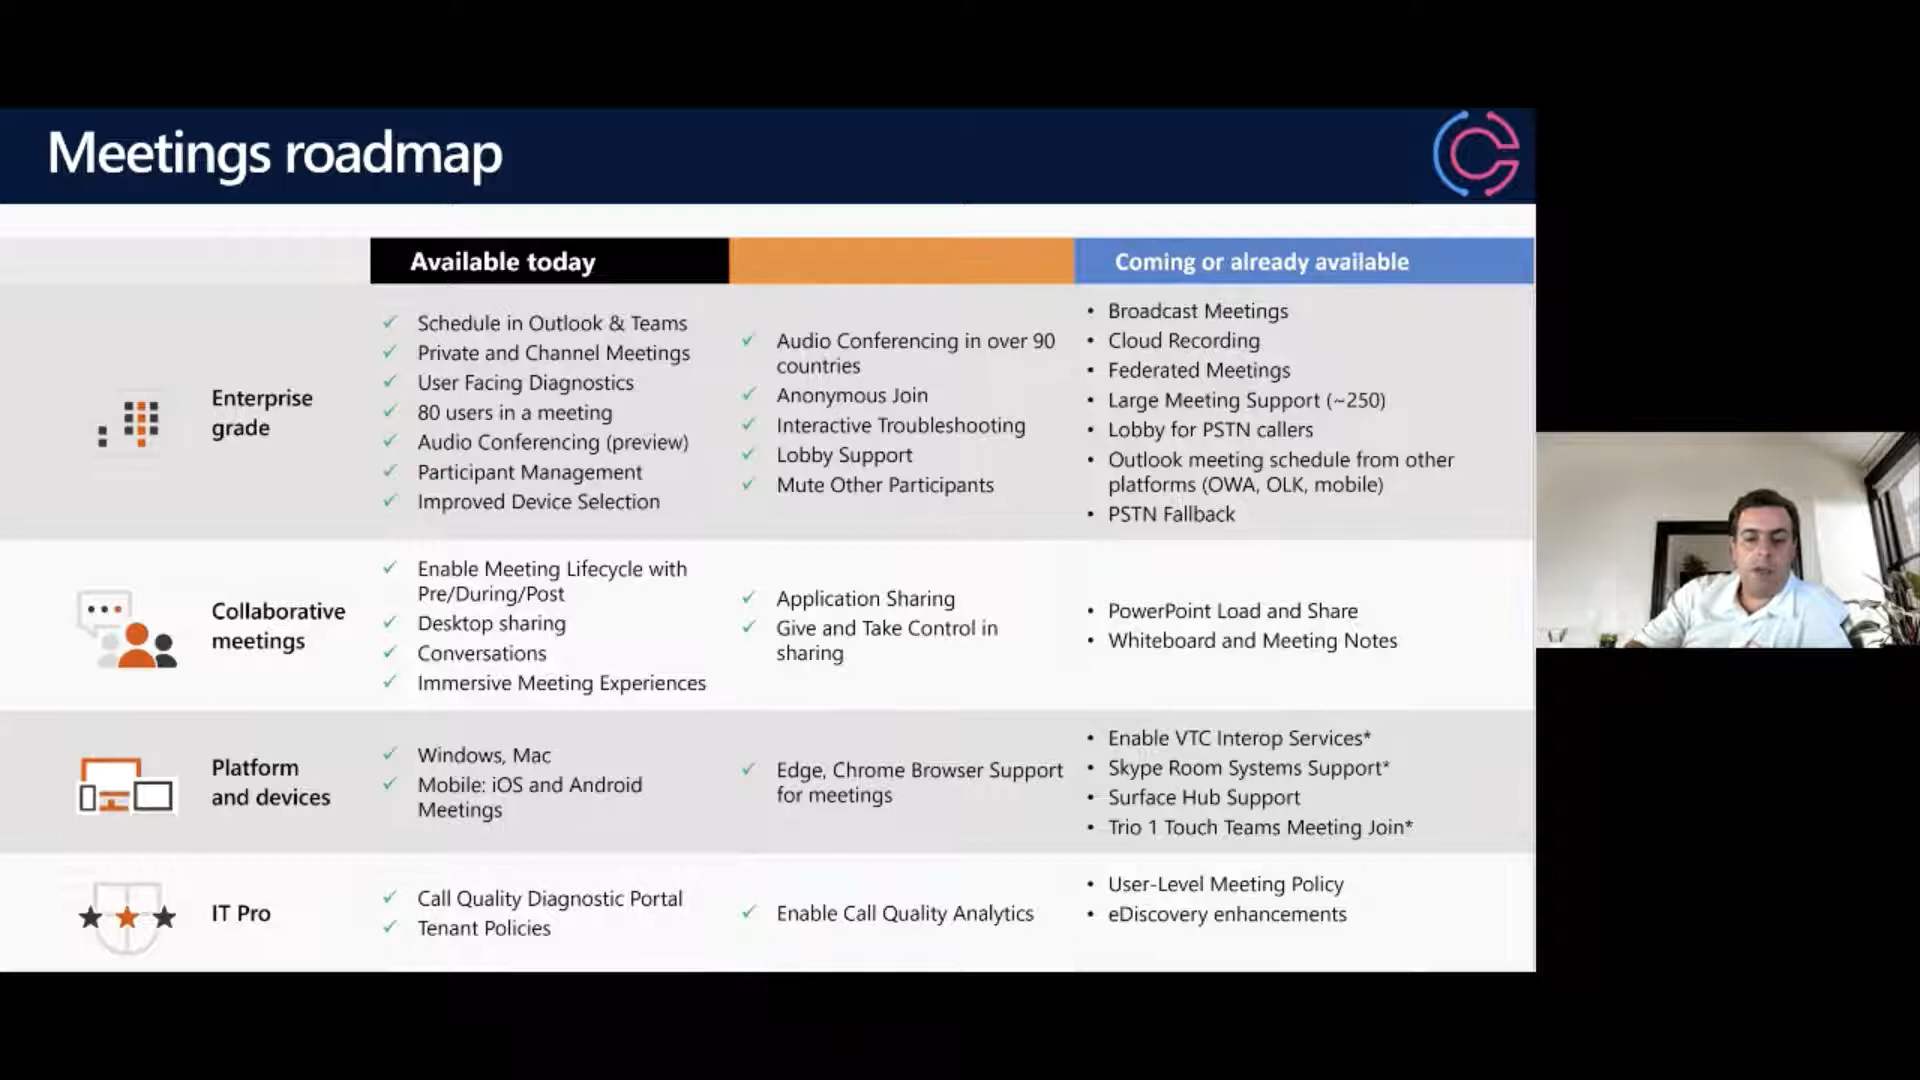 Meetings roadmap
Available today
Coming or already available
Enterprise
grade
Schedule in Outlook & Teams
Private and Channel Meetings
User Facing Diagnostics
80 users in a meeting
Audio Conferencing (preview)
Participant Management
Improved Device Selection
Audio Conferencing in over 90
countries
Anonymous Join
Interactive Troubleshooting
Lobby Support
Mute Other Participants
Broadcast Meetings
Cloud Recording
Federated Meetings
Large Meeting Support (~250)
Lobby for PSTN callers
Outlook meeting schedule from other
platforms (OWA, OLK, mobile)
PSTN Fallback
Collaborative
meetings
Enable Meeting Lifecycle with
Pre/During/Post
Desktop sharing
Conversations
Immersive Meeting Experiences
Application Sharing
Give and Take Control in
sharing
PowerPoint Load and Share
Whiteboard and Meeting Notes
Platform
and devices
Windows, Mac
Mobile: iOS and Android
Meetings
Edge, Chrome Browser Support
for meetings
Enable VTC Interop Services*
Skype Room Systems Support*
Surface Hub Support
Trio 1 Touch Teams Meeting Join*
IT Pro
Call Quality Diagnostic Portal
Tenant Policies
Enable Call Quality Analytics
User-Level Meeting Policy
eDiscovery enhancements